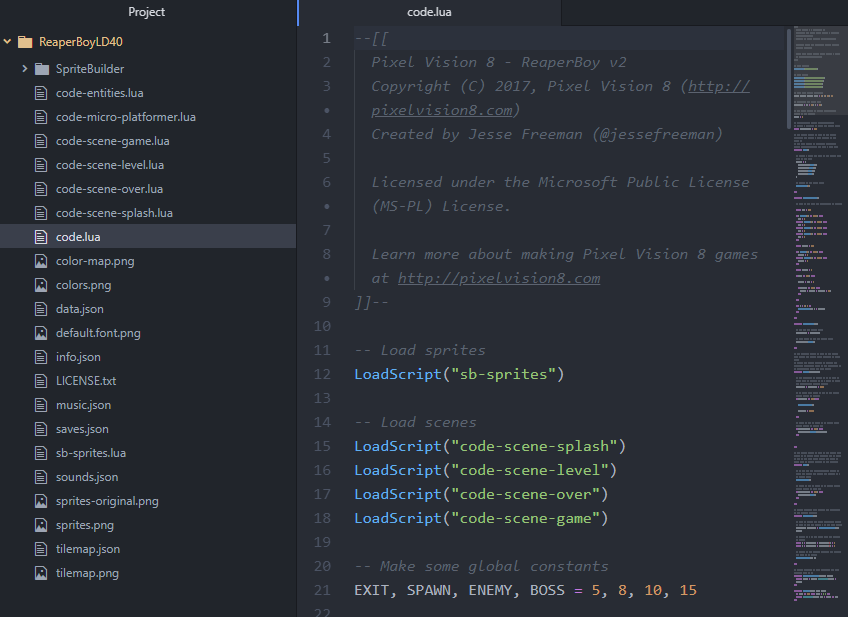 Project
ReaperBoyLD40
SpriteBuilder
code-entities.lua
code-micro-platformer.lua
code-scene-game.lua
code-scene-level.lua
code-scene-over.lua
code-scene-splash.lua
code.lua
color-map.png
colors.png
data.json
default.font.png
info.json
LICENSE.txt
music.json
saves.json
sb-sprites.lua
sounds.json
sprites-original.png
sprites.png
tilemap.json
tilemap.png
code.lua
1 --[[
2 Pixel Vision 8 - ReaperBoy v2
3 Copyright (C) 2017, Pixel Vision 8 (http://
• pixelvision8.com)
4 Created by Jesse Freeman (@jessefreeman)
5
6 Licensed under the Microsoft Public License
• (MS-PL) License.
7
8 Learn more about making Pixel Vision 8 games
• at http://pixelvision8.com
9 ]]--
10
11 -- Load sprites
12 LoadScript("sb-sprites")
13
14 -- Load scenes
15 LoadScript("code-scene-splash")
16 LoadScript("code-scene-level")
17 LoadScript("code-scene-over")
18 LoadScript("code-scene-game")
19
20 -- Make some global constants
21 EXIT, SPAWN, ENEMY, BOSS = 5, 8, 10, 15
22